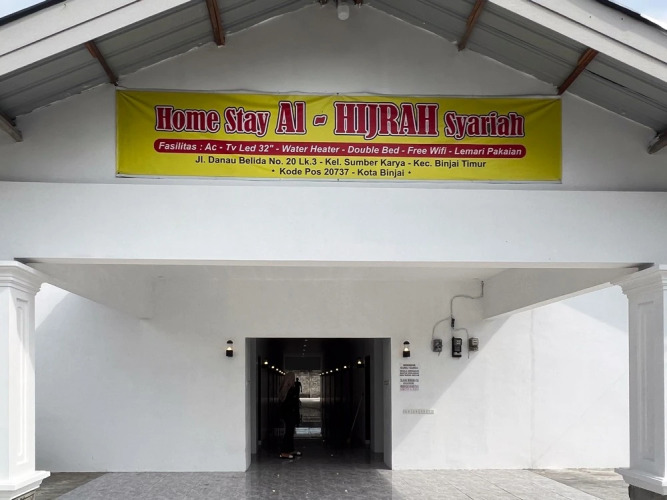 Home Stay Al - HIJRAH Syariah
Fasilitas : Ac - Tv Led 32" - Water Heater - Double Bed - Free Wifi - Lemari Pakaian
Jl. Danau Belida No. 20 Lk.3 - Kel. Sumber Karya - Kec. Binjai Timur
• Kode Pos 20737 - Kota Binjai •